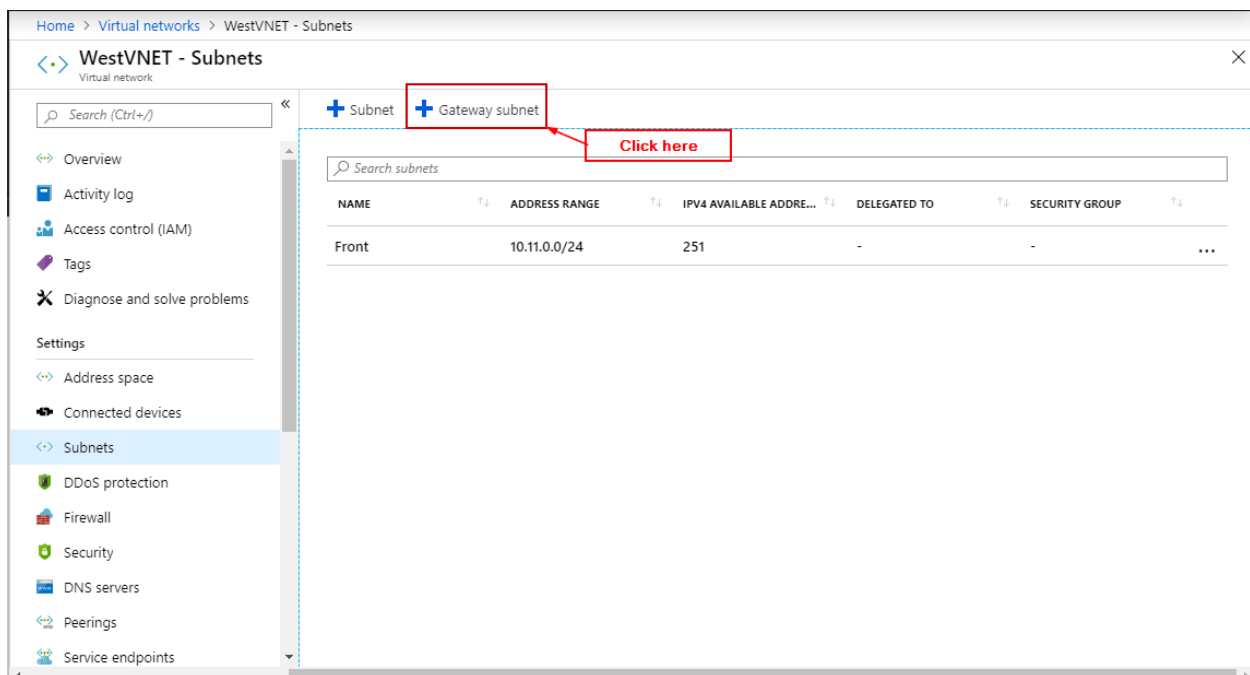 Home > Virtual networks > WestVNET - Subnets
WestVNET - Subnets
Virtual network
Search (Ctrl+/)
«
Overview
Activity log
Access control (IAM)
Tags
Diagnose and solve problems
Settings
Address space
Connected devices
Subnets
DDoS protection
Firewall
Security
DNS servers
Peerings
Service endpoints
+ Subnet + Gateway subnet
Click here
Search subnets
NAME ADDRESS RANGE IPV4 AVAILABLE ADDRE... DELEGATED TO SECURITY GROUP
Front 10.11.0.0/24 251 - - ...